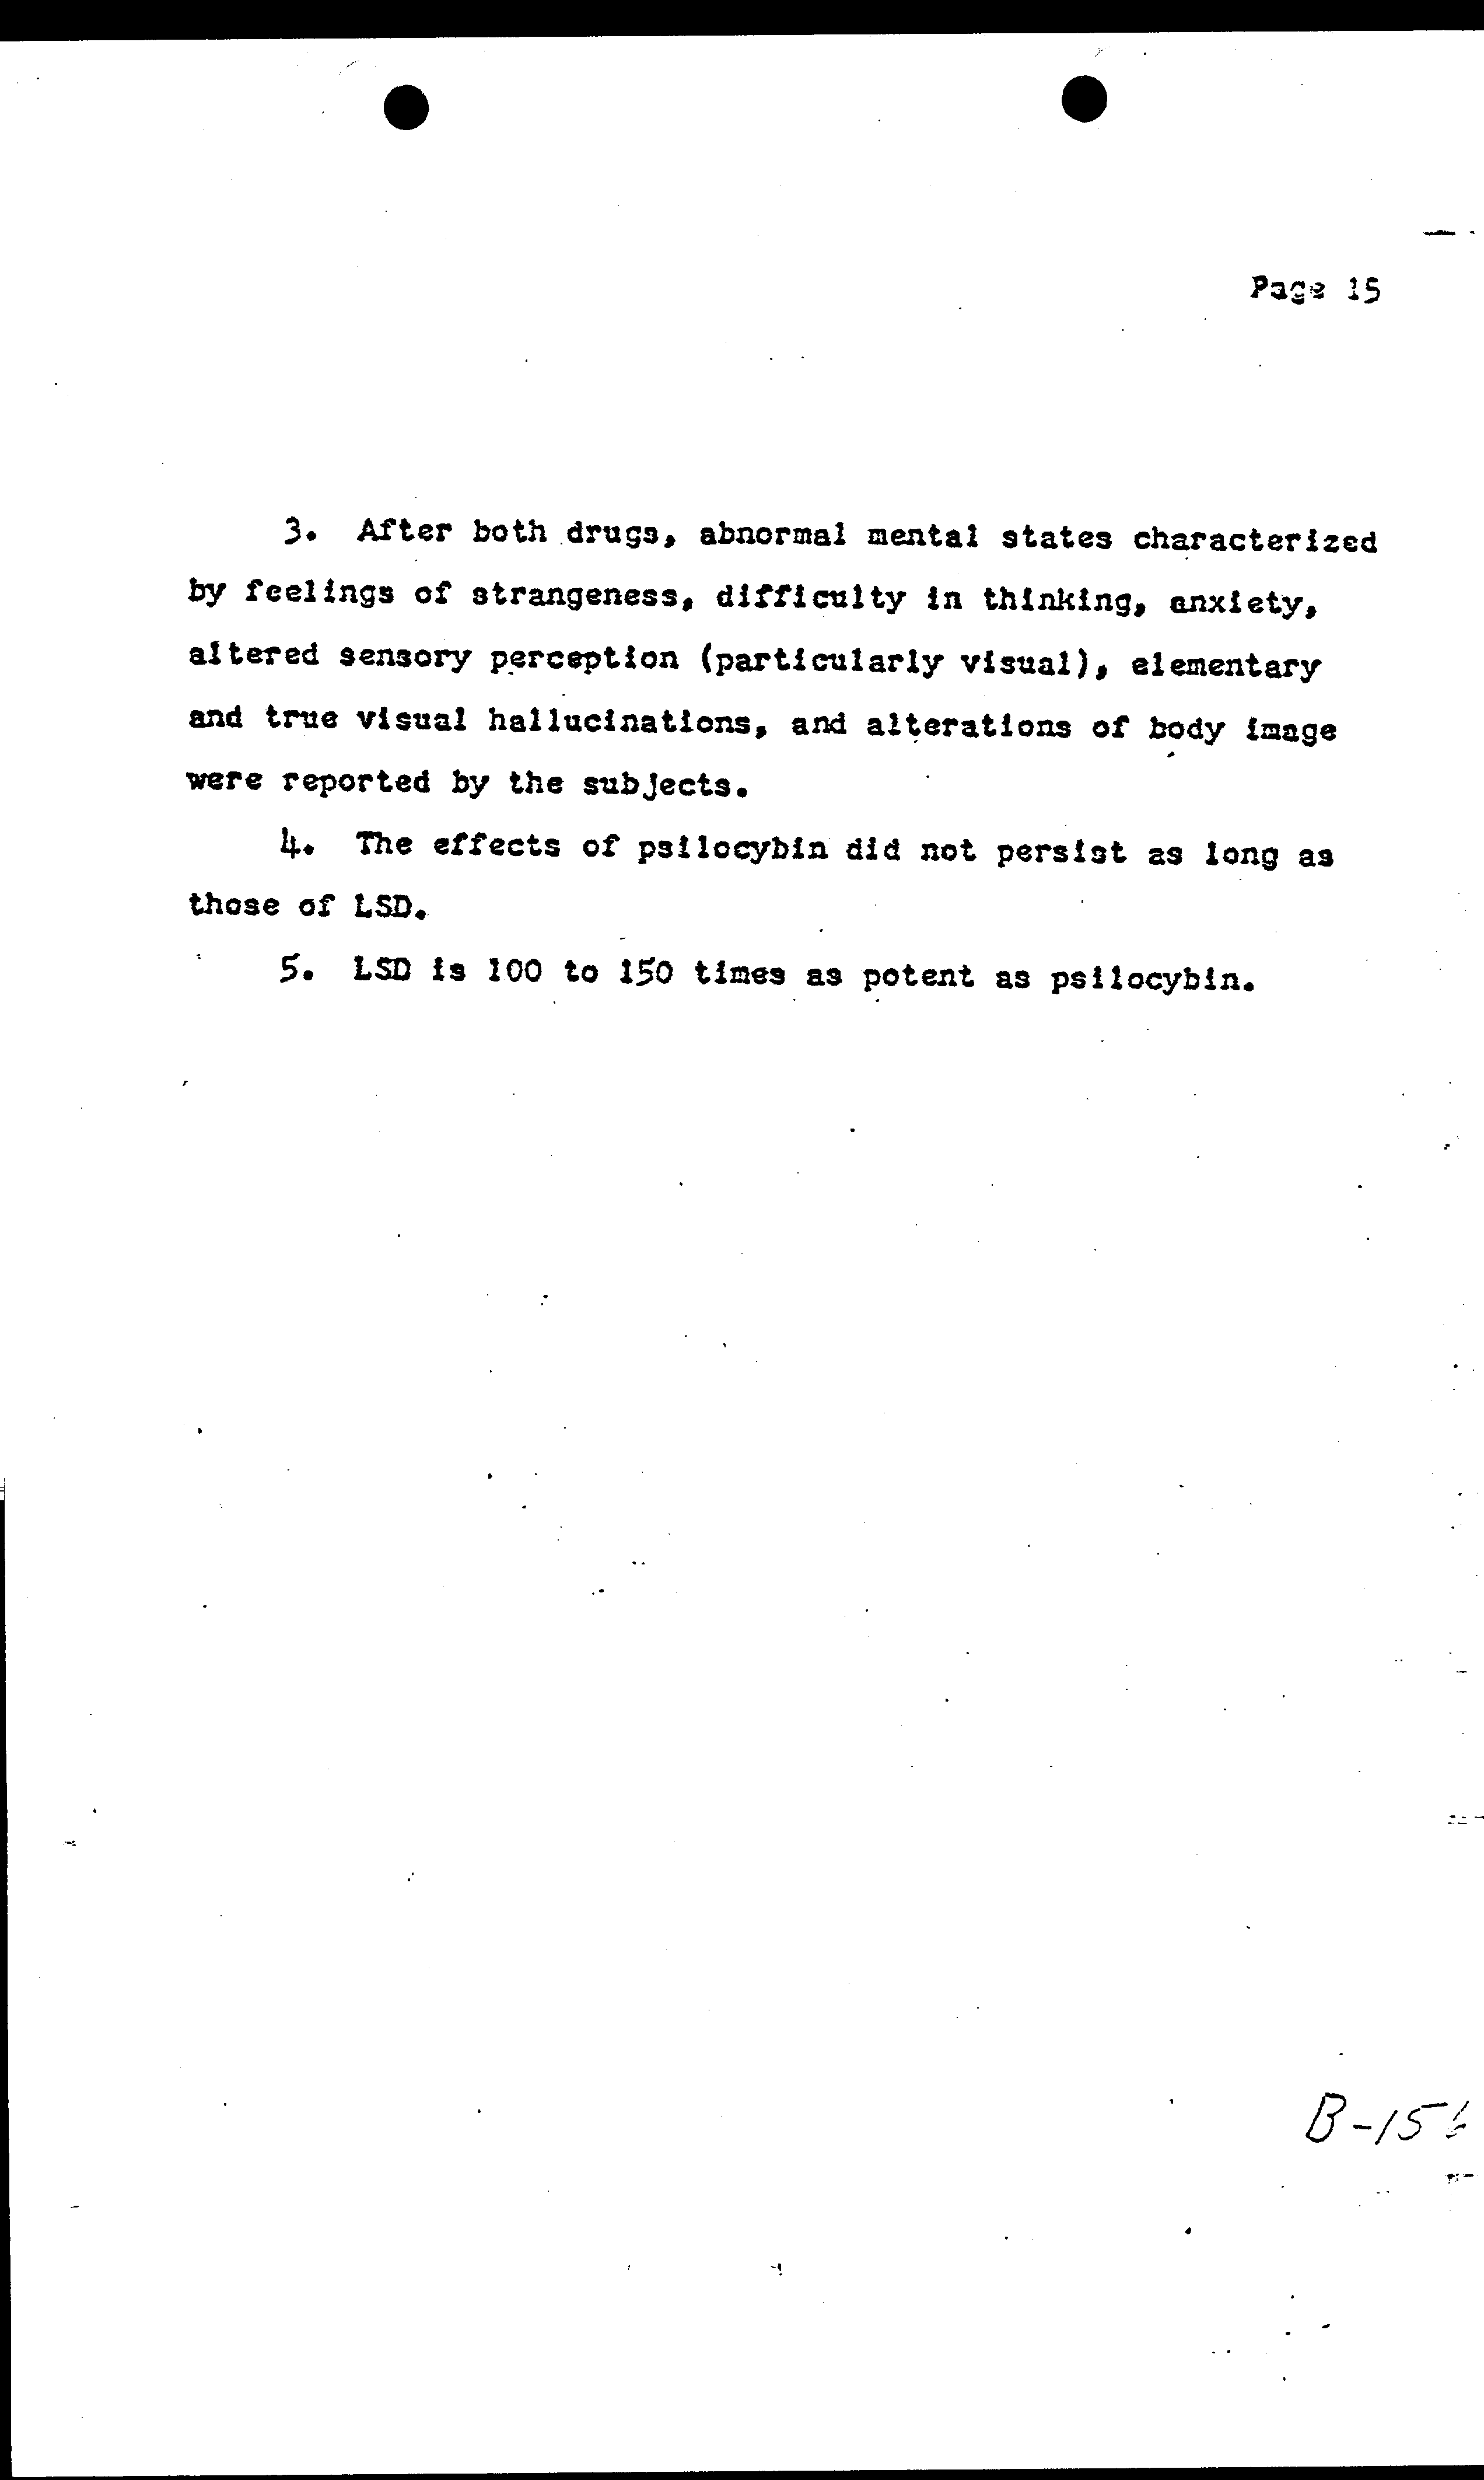 Page 15
3. After both drugs, abnormal mental states characterized
by feelings of strangeness, difficulty in thinking, anxiety,
altered sensory perception (particularly visual), elementary
and true visual hallucinations, and alterations of body image
were reported by the subjects.
4. The effects of psilocybin did not persist as long as
those of LSD.
5. LSD is 100 to 150 times as potent as psilocybin.